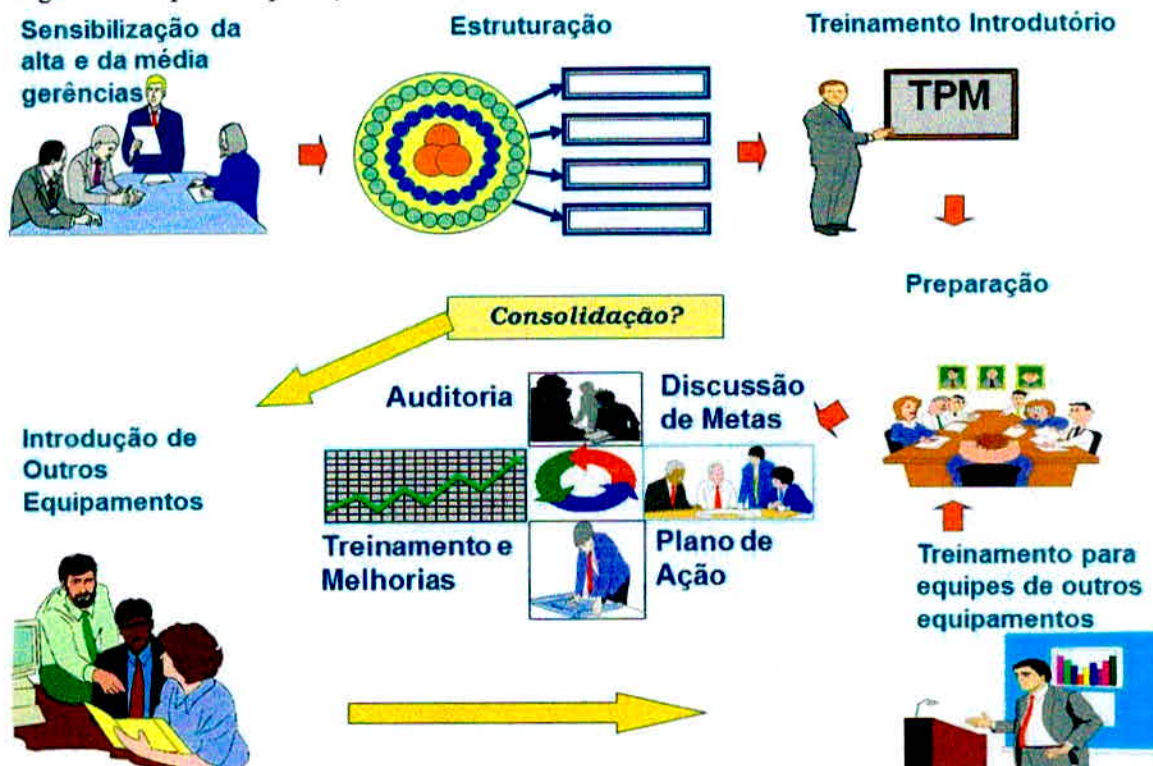 Sensibilização da
alta e da média
gerências
Estruturação
Treinamento Introdutório
TPM
Preparação
Consolidação?
Auditoria
Discussão
de Metas
Introdução de
Outros
Equipamentos
Treinamento e
Melhorias
Plano de
Ação
Treinamento para
equipes de outros
equipamentos